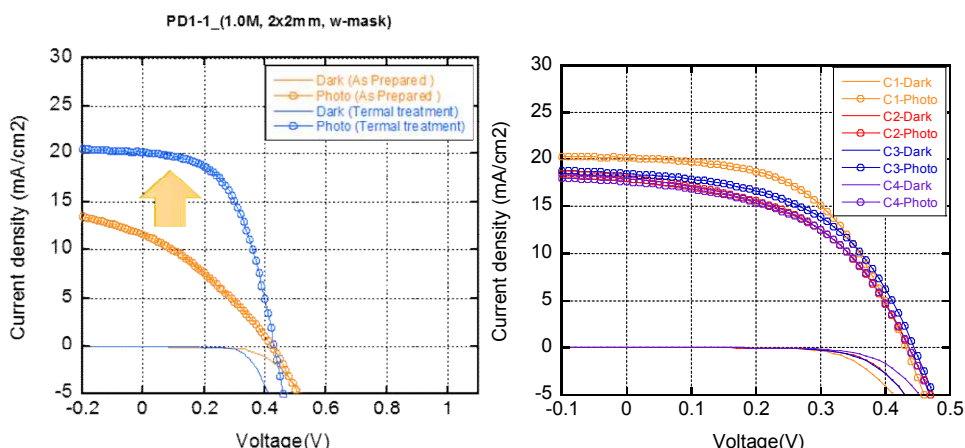 PD1-1_(1.0M, 2x2mm, w-mask)
30
25
20
15
10
5
0
-5
-0.2
0
0.2
0.4
0.6
0.8
1
Current density (mA/cm2)
Voltage(V)
Dark (As Prepared )
Photo (As Prepared )
Dark (Termal treatment)
Photo (Termal treatment)
30
25
20
15
10
5
0
-5
-0.1
0
0.1
0.2
0.3
0.4
0.5
Current density (mA/cm2)
Voltage(V)
C1-Dark
C1-Photo
C2-Dark
C2-Photo
C3-Dark
C3-Photo
C4-Dark
C4-Photo